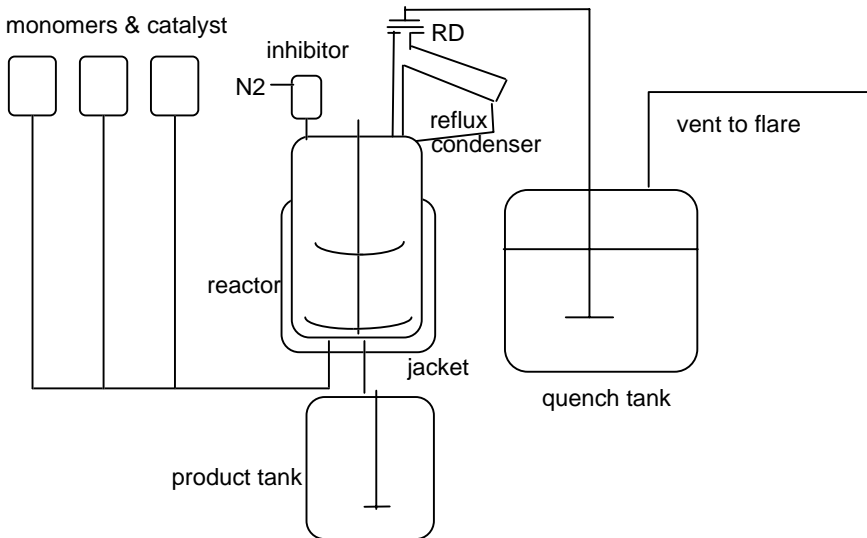 monomers & catalyst
inhibitor
N2
RD
reflux
condenser
vent to flare
reactor
jacket
quench tank
product tank